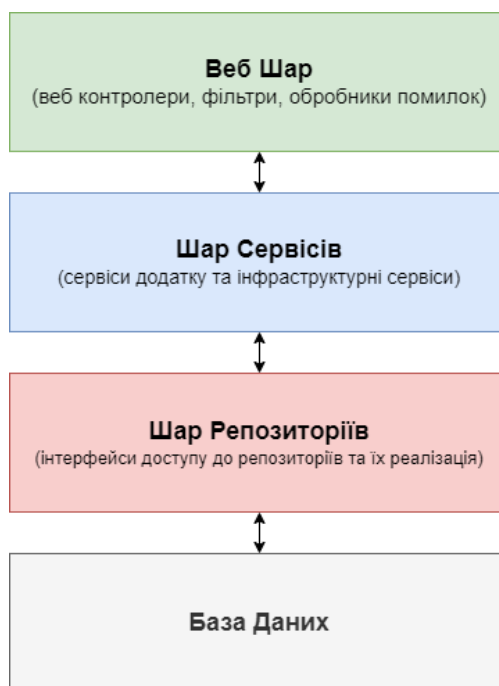 Веб Шар
(веб контролери, фільтри, обробники помилок)
Шар Сервісів
(сервіси додатку та інфраструктурні сервіси)
Шар Репозиторіїв
(інтерфейси доступу до репозиторіїв та їх реалізація)
База Даних